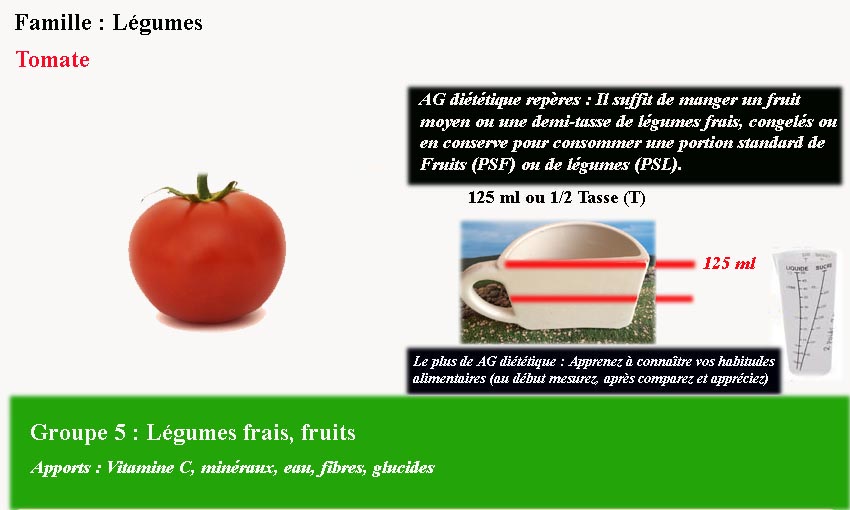 Famille : Légumes
Tomate
AG diététique repères : Il suffit de manger un fruit
moyen ou une demi-tasse de légumes frais, congelés ou
en conserve pour consommer une portion standard de
Fruits (PSF) ou de légumes (PSL).
125 ml ou 1/2 Tasse (T)
125 ml
LIQUIDE SUCRE
Le plus de AG diététique : Apprenez à connaître vos habitudes
alimentaires (au début mesurez, après comparez et appréciez)
Groupe 5 : Légumes frais, fruits
Apports : Vitamine C, minéraux, eau, fibres, glucides